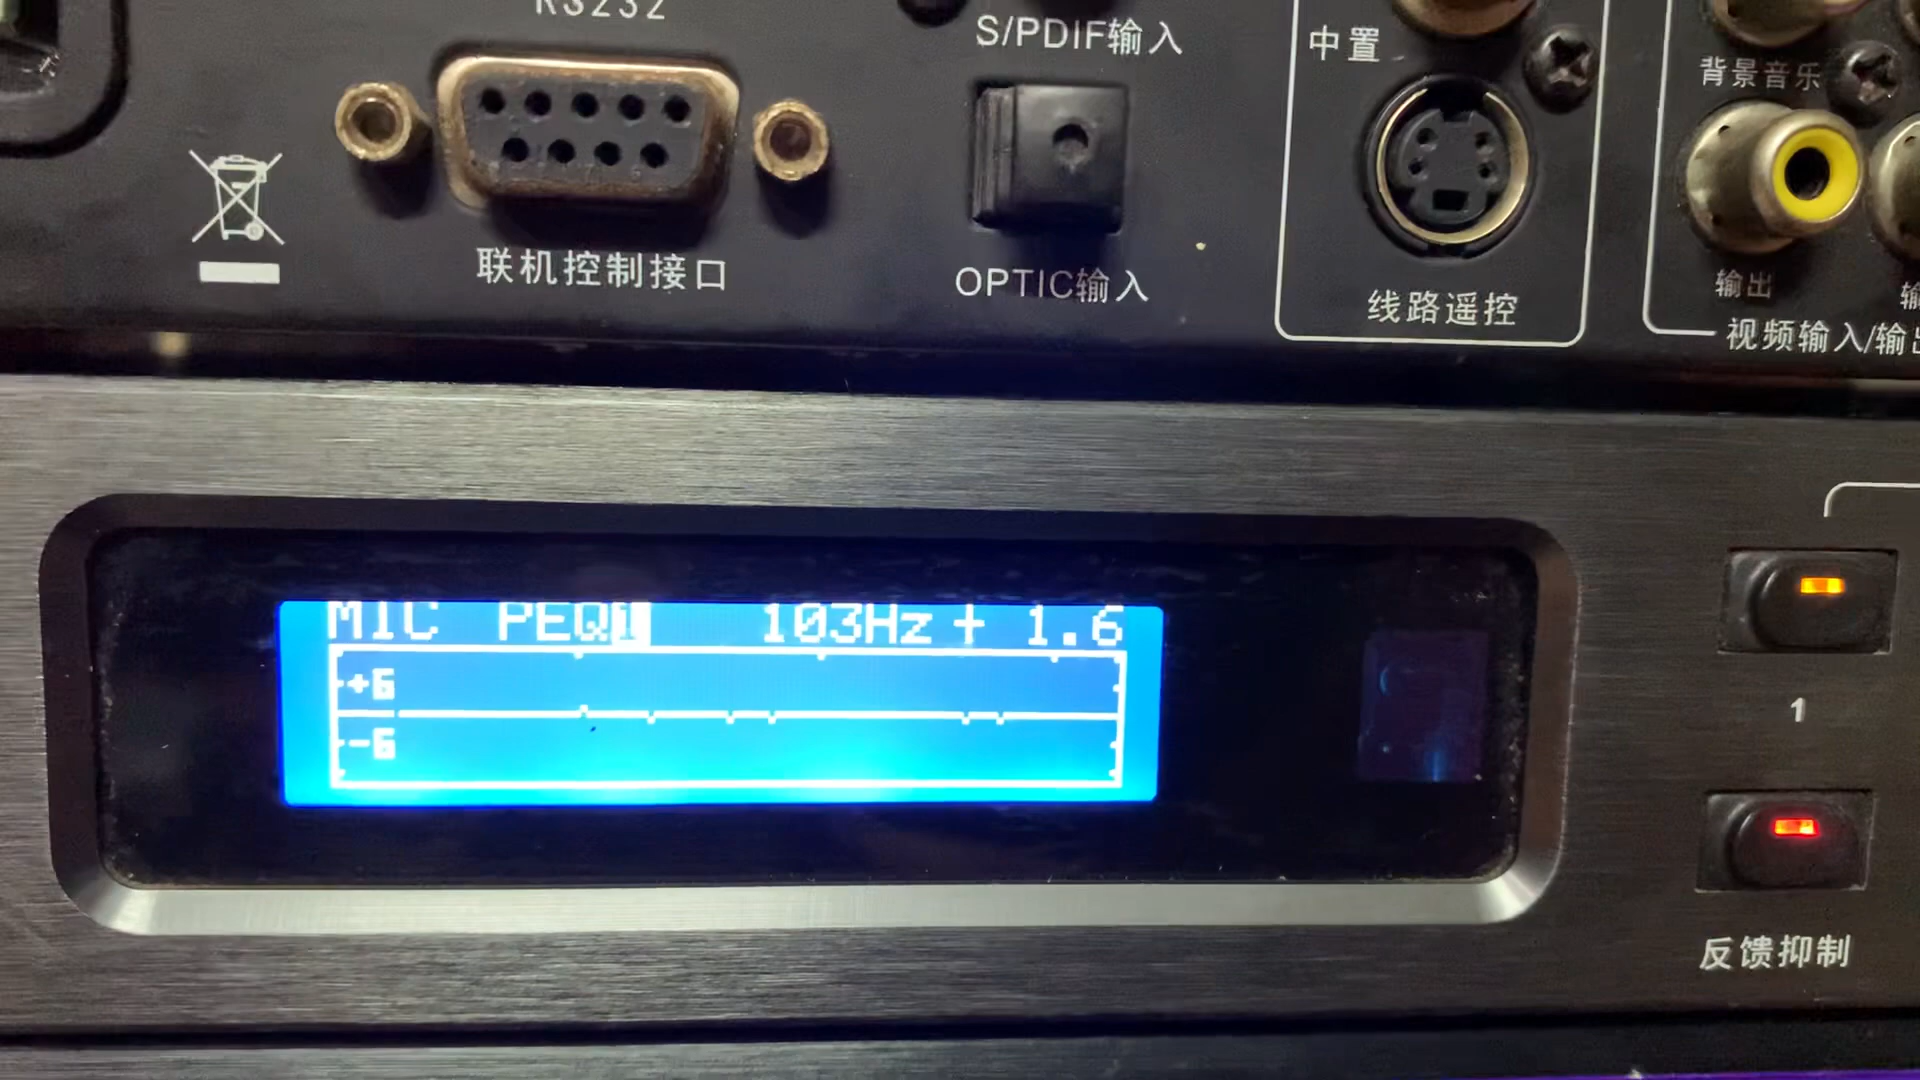 RS232
S/PDIF输入
中置
背景音乐
联机控制接口
OPTIC输入
线路遥控
输出
输
视频输入/输出
MIC PEQ1 103Hz + 1.6
+6
-6
1
反馈抑制